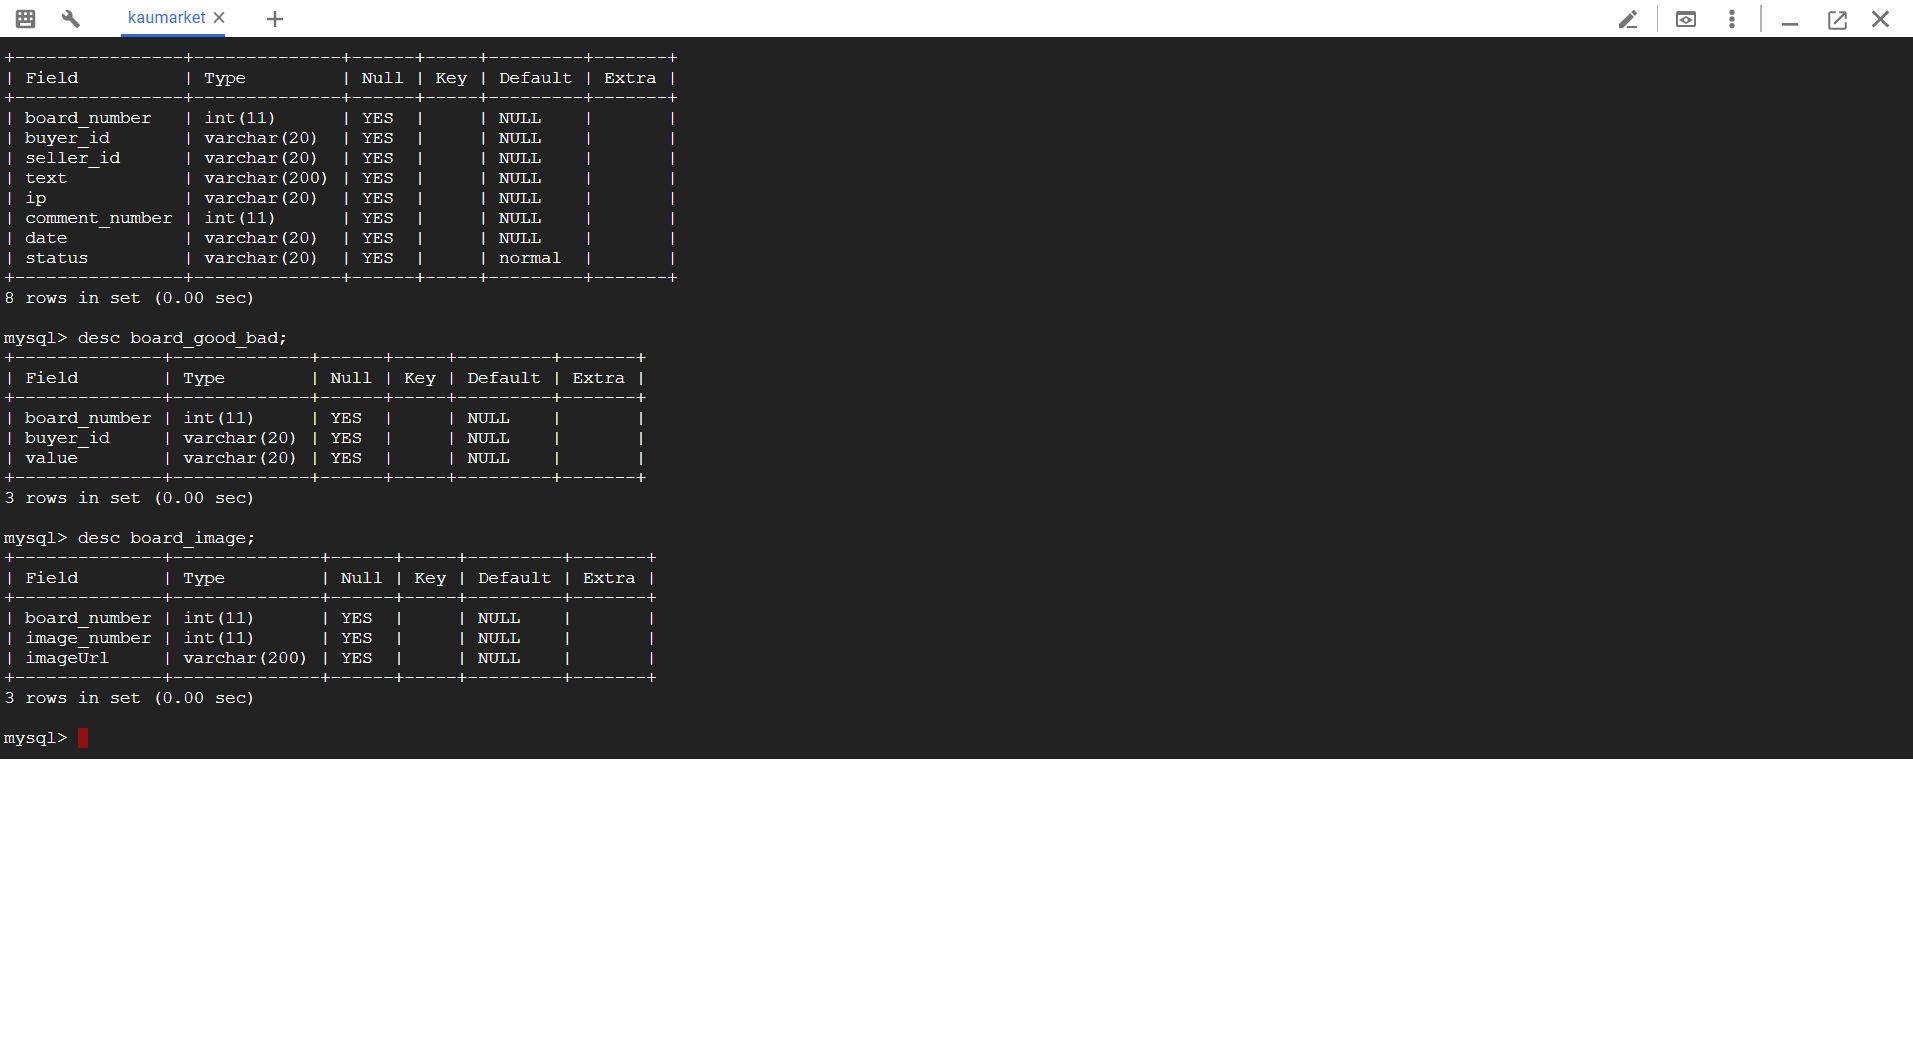 kaumarket
+----------------+--------------+------+-----+---------+-------+
| Field          | Type         | Null | Key | Default | Extra |
+----------------+--------------+------+-----+---------+-------+
| board_number   | int(11)      | YES  |     | NULL    |       |
| buyer_id       | varchar(20)  | YES  |     | NULL    |       |
| seller_id      | varchar(20)  | YES  |     | NULL    |       |
| text           | varchar(200) | YES  |     | NULL    |       |
| ip             | varchar(20)  | YES  |     | NULL    |       |
| comment_number | int(11)      | YES  |     | NULL    |       |
| date           | varchar(20)  | YES  |     | NULL    |       |
| status         | varchar(20)  | YES  |     | normal  |       |
+----------------+--------------+------+-----+---------+-------+
8 rows in set (0.00 sec)
mysql> desc board_good_bad;
+--------------+-------------+------+-----+---------+-------+
| Field        | Type        | Null | Key | Default | Extra |
+--------------+-------------+------+-----+---------+-------+
| board_number | int(11)     | YES  |     | NULL    |       |
| buyer_id     | varchar(20) | YES  |     | NULL    |       |
| value        | varchar(20) | YES  |     | NULL    |       |
+--------------+-------------+------+-----+---------+-------+
3 rows in set (0.00 sec)
mysql> desc board_image;
+--------------+--------------+------+-----+---------+-------+
| Field        | Type         | Null | Key | Default | Extra |
+--------------+--------------+------+-----+---------+-------+
| board_number | int(11)      | YES  |     | NULL    |       |
| image_number | int(11)      | YES  |     | NULL    |       |
| imageUrl     | varchar(200) | YES  |     | NULL    |       |
+--------------+--------------+------+-----+---------+-------+
3 rows in set (0.00 sec)
mysql>